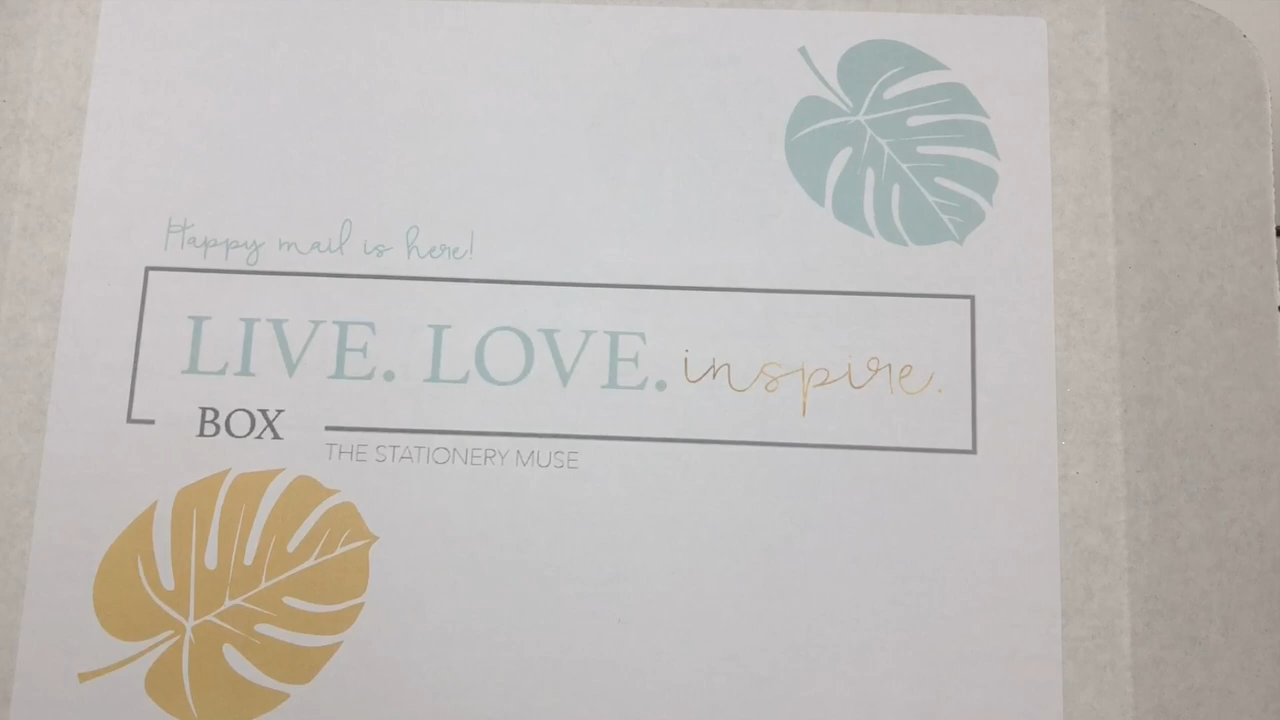 Happy mail is here!
LIVE. LOVE. inspire.
BOX
THE STATIONERY MUSE